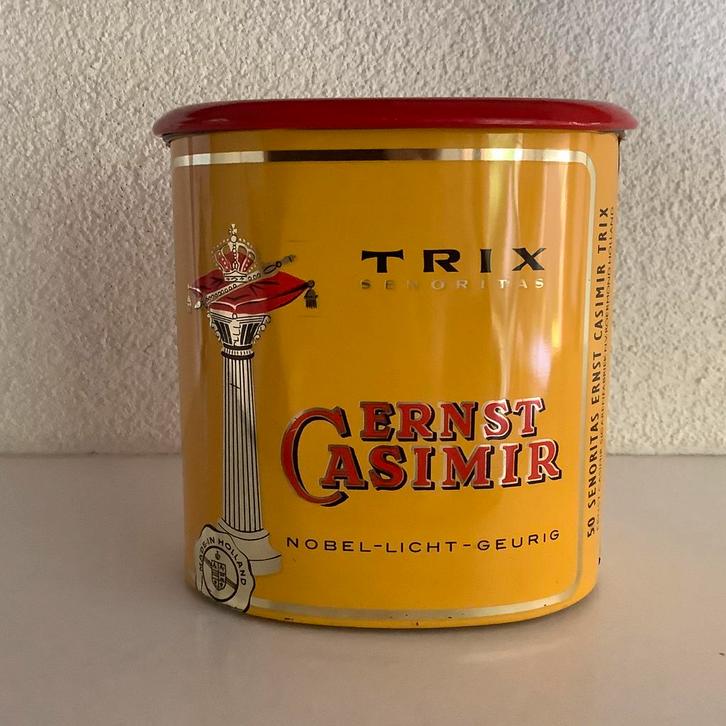 TRIX
SENORITAS
ERNST
CASIMIR
NOBEL-LICHT-GEURIG
MADE IN HOLLAND
50 SENORITAS ERNST CASIMIR TRIX